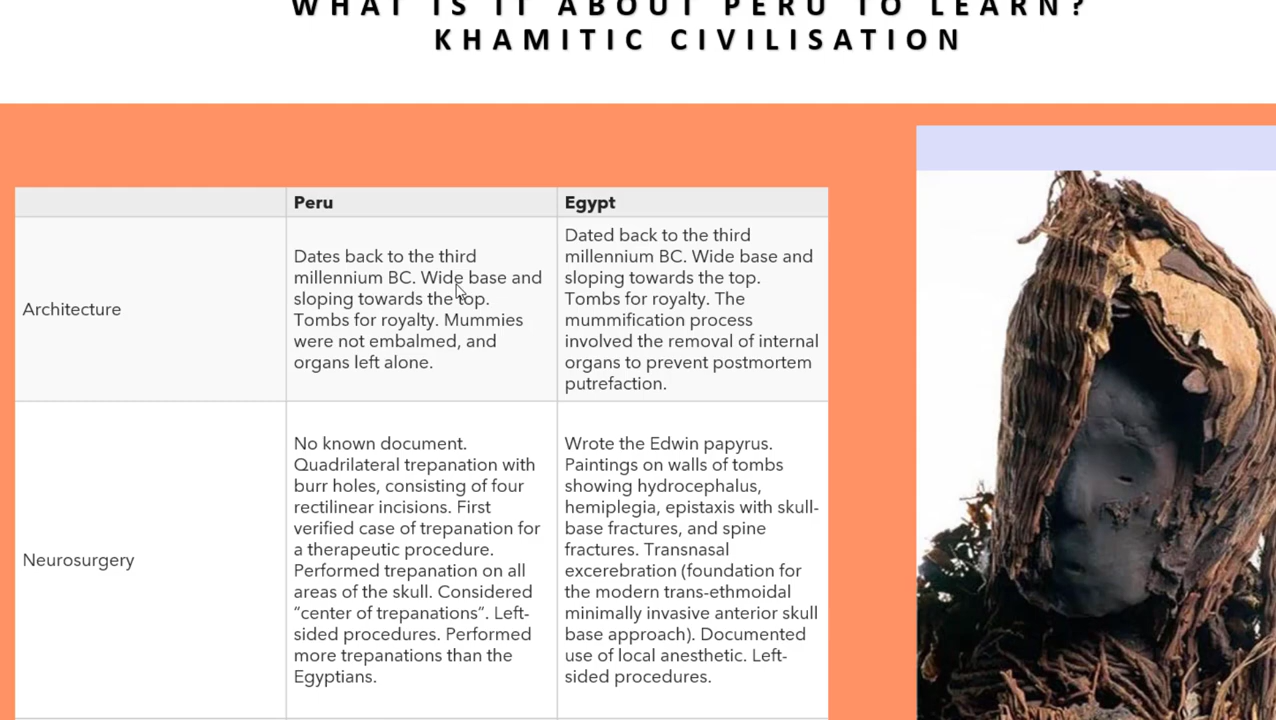 WHAT IS IT ABOUT PERU TO LEARN?
KHAMITIC CIVILISATION
Peru
Egypt
Architecture
Dates back to the third
millennium BC. Wide base and
sloping towards the top.
Tombs for royalty. Mummies
were not embalmed, and
organs left alone.
Dated back to the third
millennium BC. Wide base and
sloping towards the top.
Tombs for royalty. The
mummification process
involved the removal of internal
organs to prevent postmortem
putrefaction.
Neurosurgery
No known document.
Quadrilateral trepanation with
burr holes, consisting of four
rectilinear incisions. First
verified case of trepanation for
a therapeutic procedure.
Performed trepanation on all
areas of the skull. Considered
“center of trepanations”. Left-
sided procedures. Performed
more trepanations than the
Egyptians.
Wrote the Edwin papyrus.
Paintings on walls of tombs
showing hydrocephalus,
hemiplegia, epistaxis with skull-
base fractures, and spine
fractures. Transnasal
excerebration (foundation for
the modern trans-ethmoidal
minimally invasive anterior skull
base approach). Documented
use of local anesthetic. Left-
sided procedures.